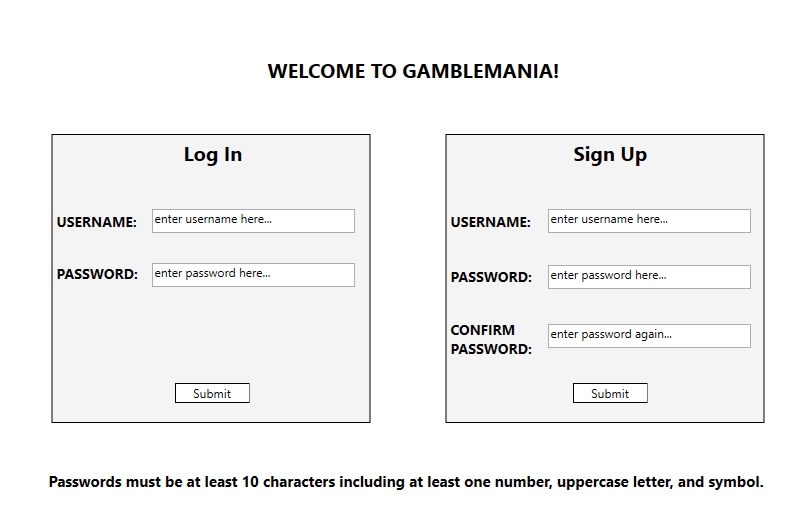 WELCOME TO GAMBLEMANIA!
Log In
USERNAME:
enter username here...
PASSWORD:
enter password here...
Submit
Sign Up
USERNAME:
enter username here...
PASSWORD:
enter password here...
CONFIRM
PASSWORD:
enter password again...
Submit
Passwords must be at least 10 characters including at least one number, uppercase letter, and symbol.